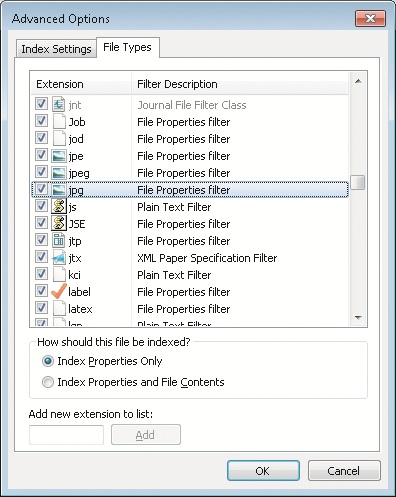 Advanced Options
Index Settings File Types
Extension Filter Description
jnt Journal File Filter Class
Job File Properties filter
jod File Properties filter
jpe File Properties filter
jpeg File Properties filter
jpg File Properties filter
js Plain Text Filter
JSE File Properties filter
jtp File Properties filter
jtx XML Paper Specification Filter
kci Plain Text Filter
label File Properties filter
latex File Properties filter
How should this file be indexed?
Index Properties Only
Index Properties and File Contents
Add new extension to list:
Add
OK Cancel